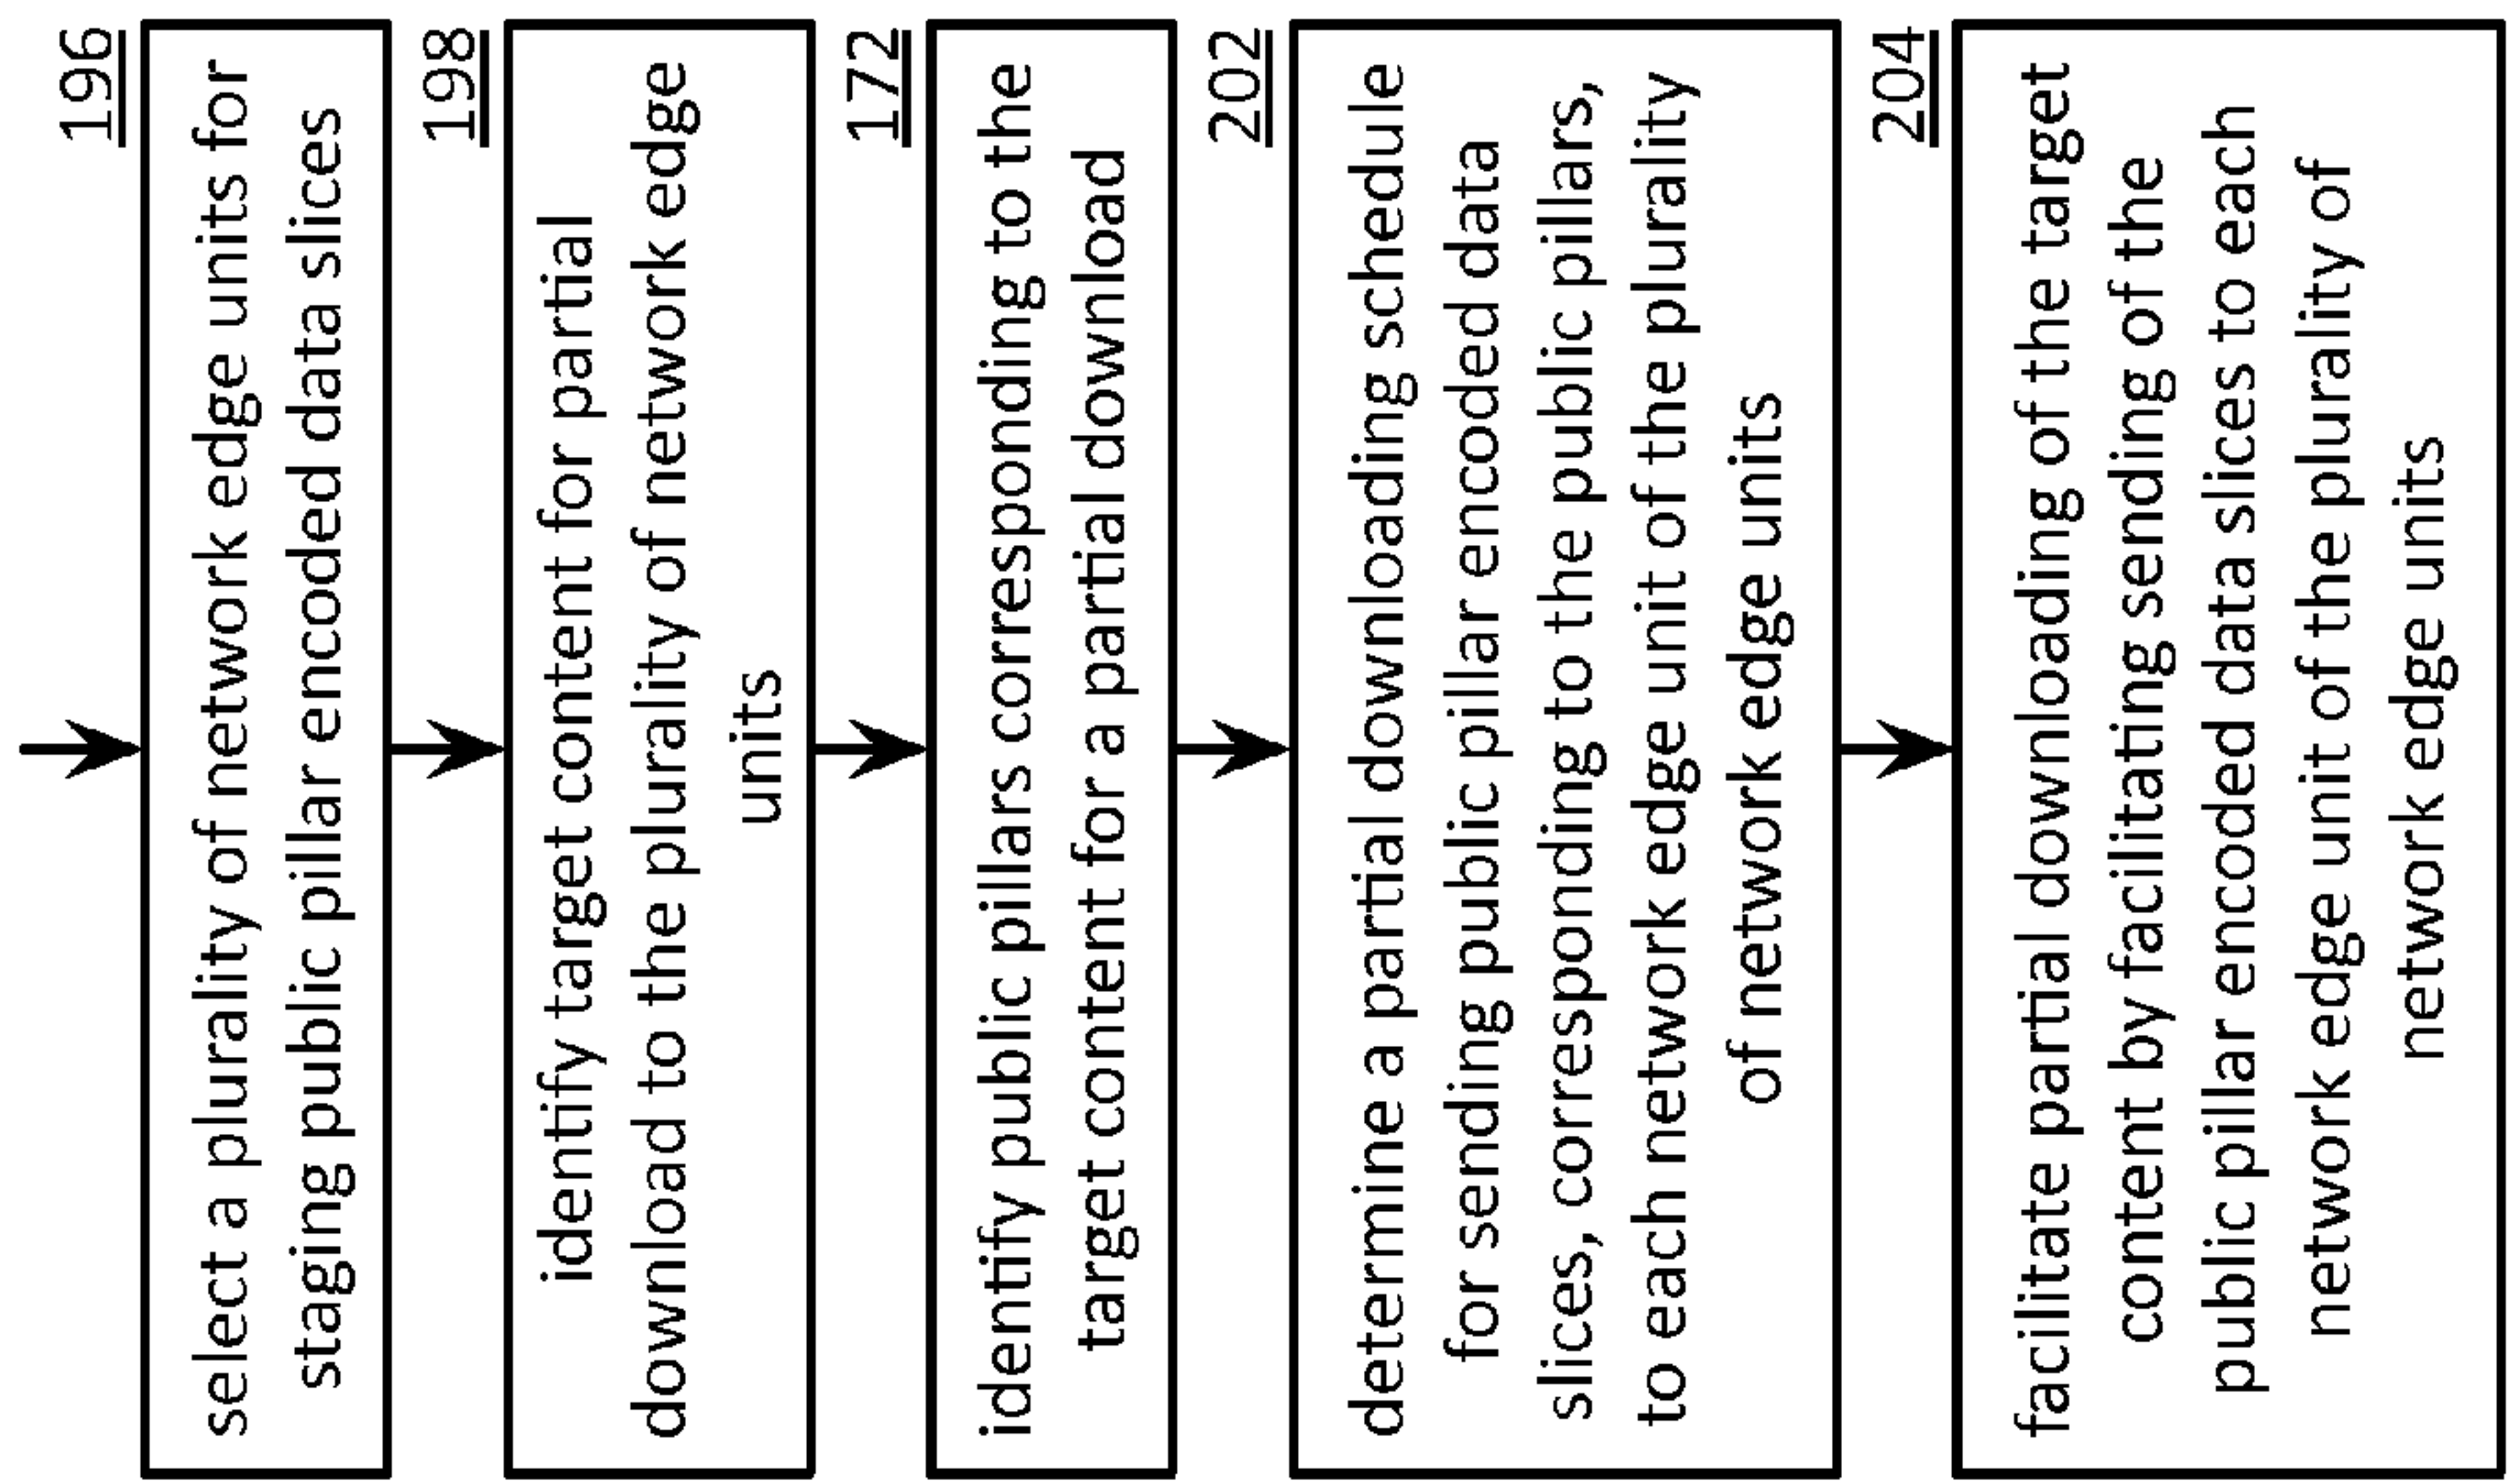 196
select a plurality of network edge units for
staging public pillar encoded data slices
198
identify target content for partial
download to the plurality of network edge
units
172
identify public pillars corresponding to the
target content for a partial download
202
determine a partial downloading schedule
for sending public pillar encoded data
slices, corresponding to the public pillars,
to each network edge unit of the plurality
of network edge units
204
facilitate partial downloading of the target
content by facilitating sending of the
public pillar encoded data slices to each
network edge unit of the plurality of
network edge units